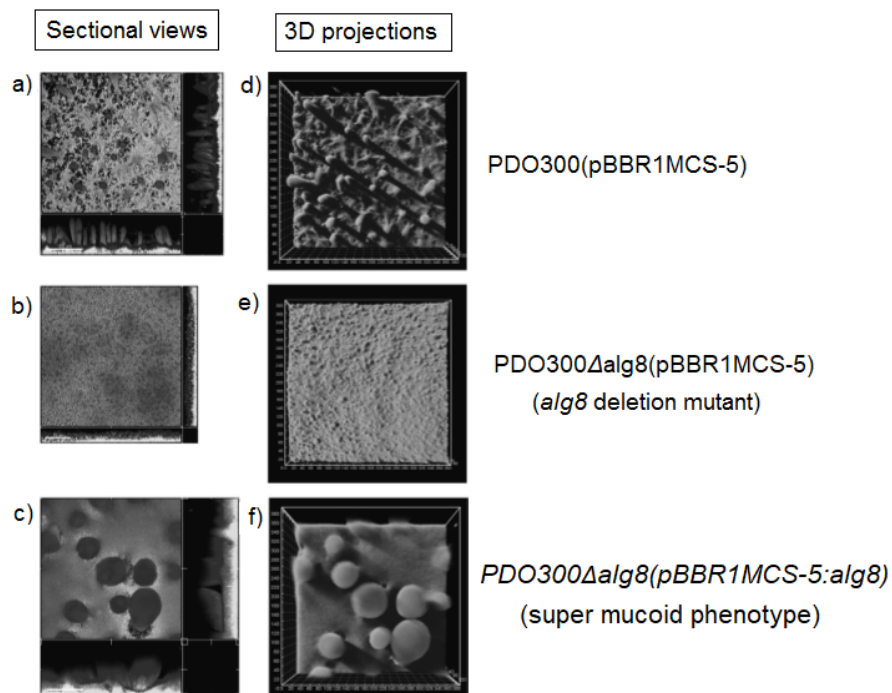 Sectional views
3D projections
a)
d)
PDO300(pBBR1MCS-5)
b)
e)
PDO300Δalg8(pBBR1MCS-5)
(alg8 deletion mutant)
c)
f)
PDO300Δalg8(pBBR1MCS-5:alg8)
(super mucoid phenotype)